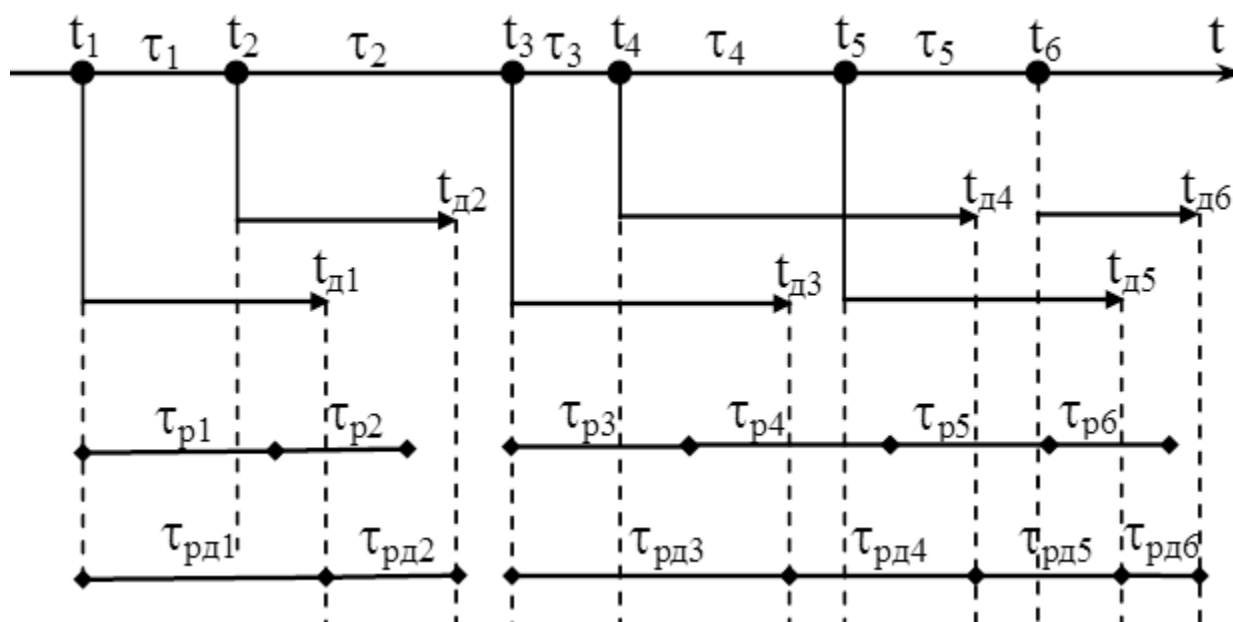 t₁ τ₁ t₂ τ₂ t₃ τ₃ t₄ τ₄ t₅ τ₅ t₆ t
tд2 tд4 tд6
tд1 tд3 tд5
τр1 τр2 τр3 τр4 τр5 τр6
τрд1 τрд2 τрд3 τрд4 τрд5 τрд6